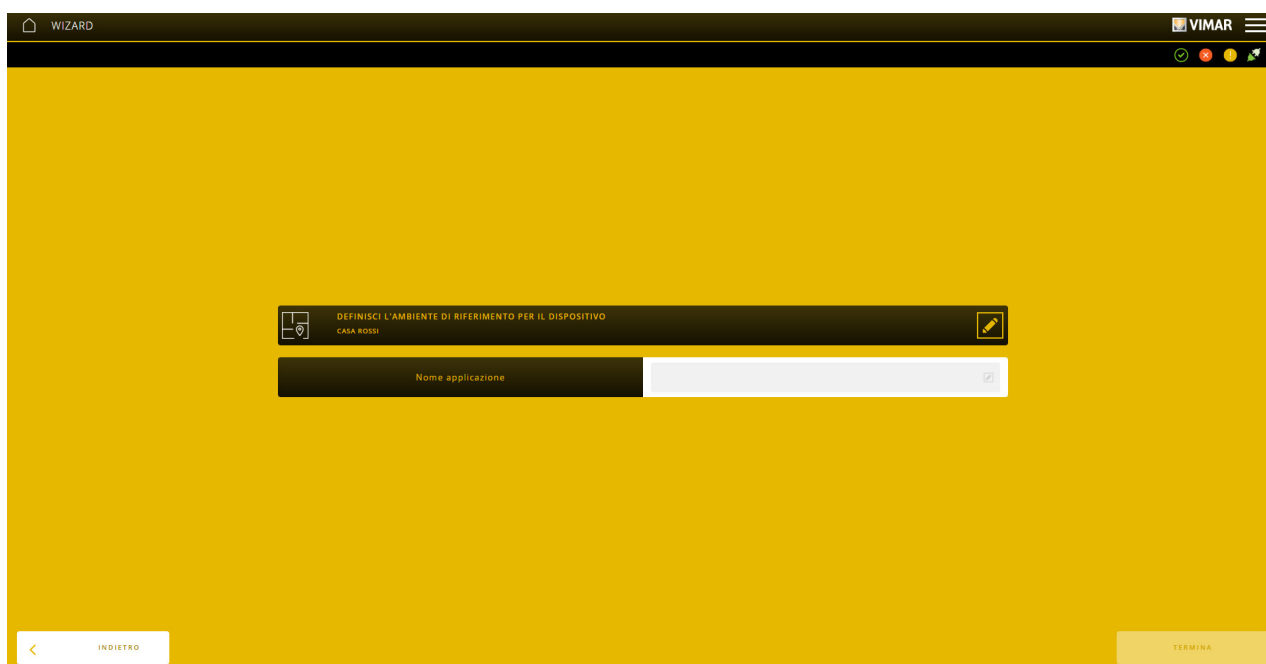 WIZARD
VIMAR
DEFINISCI L'AMBIENTE DI RIFERIMENTO PER IL DISPOSITIVO
CASA ROSSI
Nome applicazione
INDIETRO
TERMINA